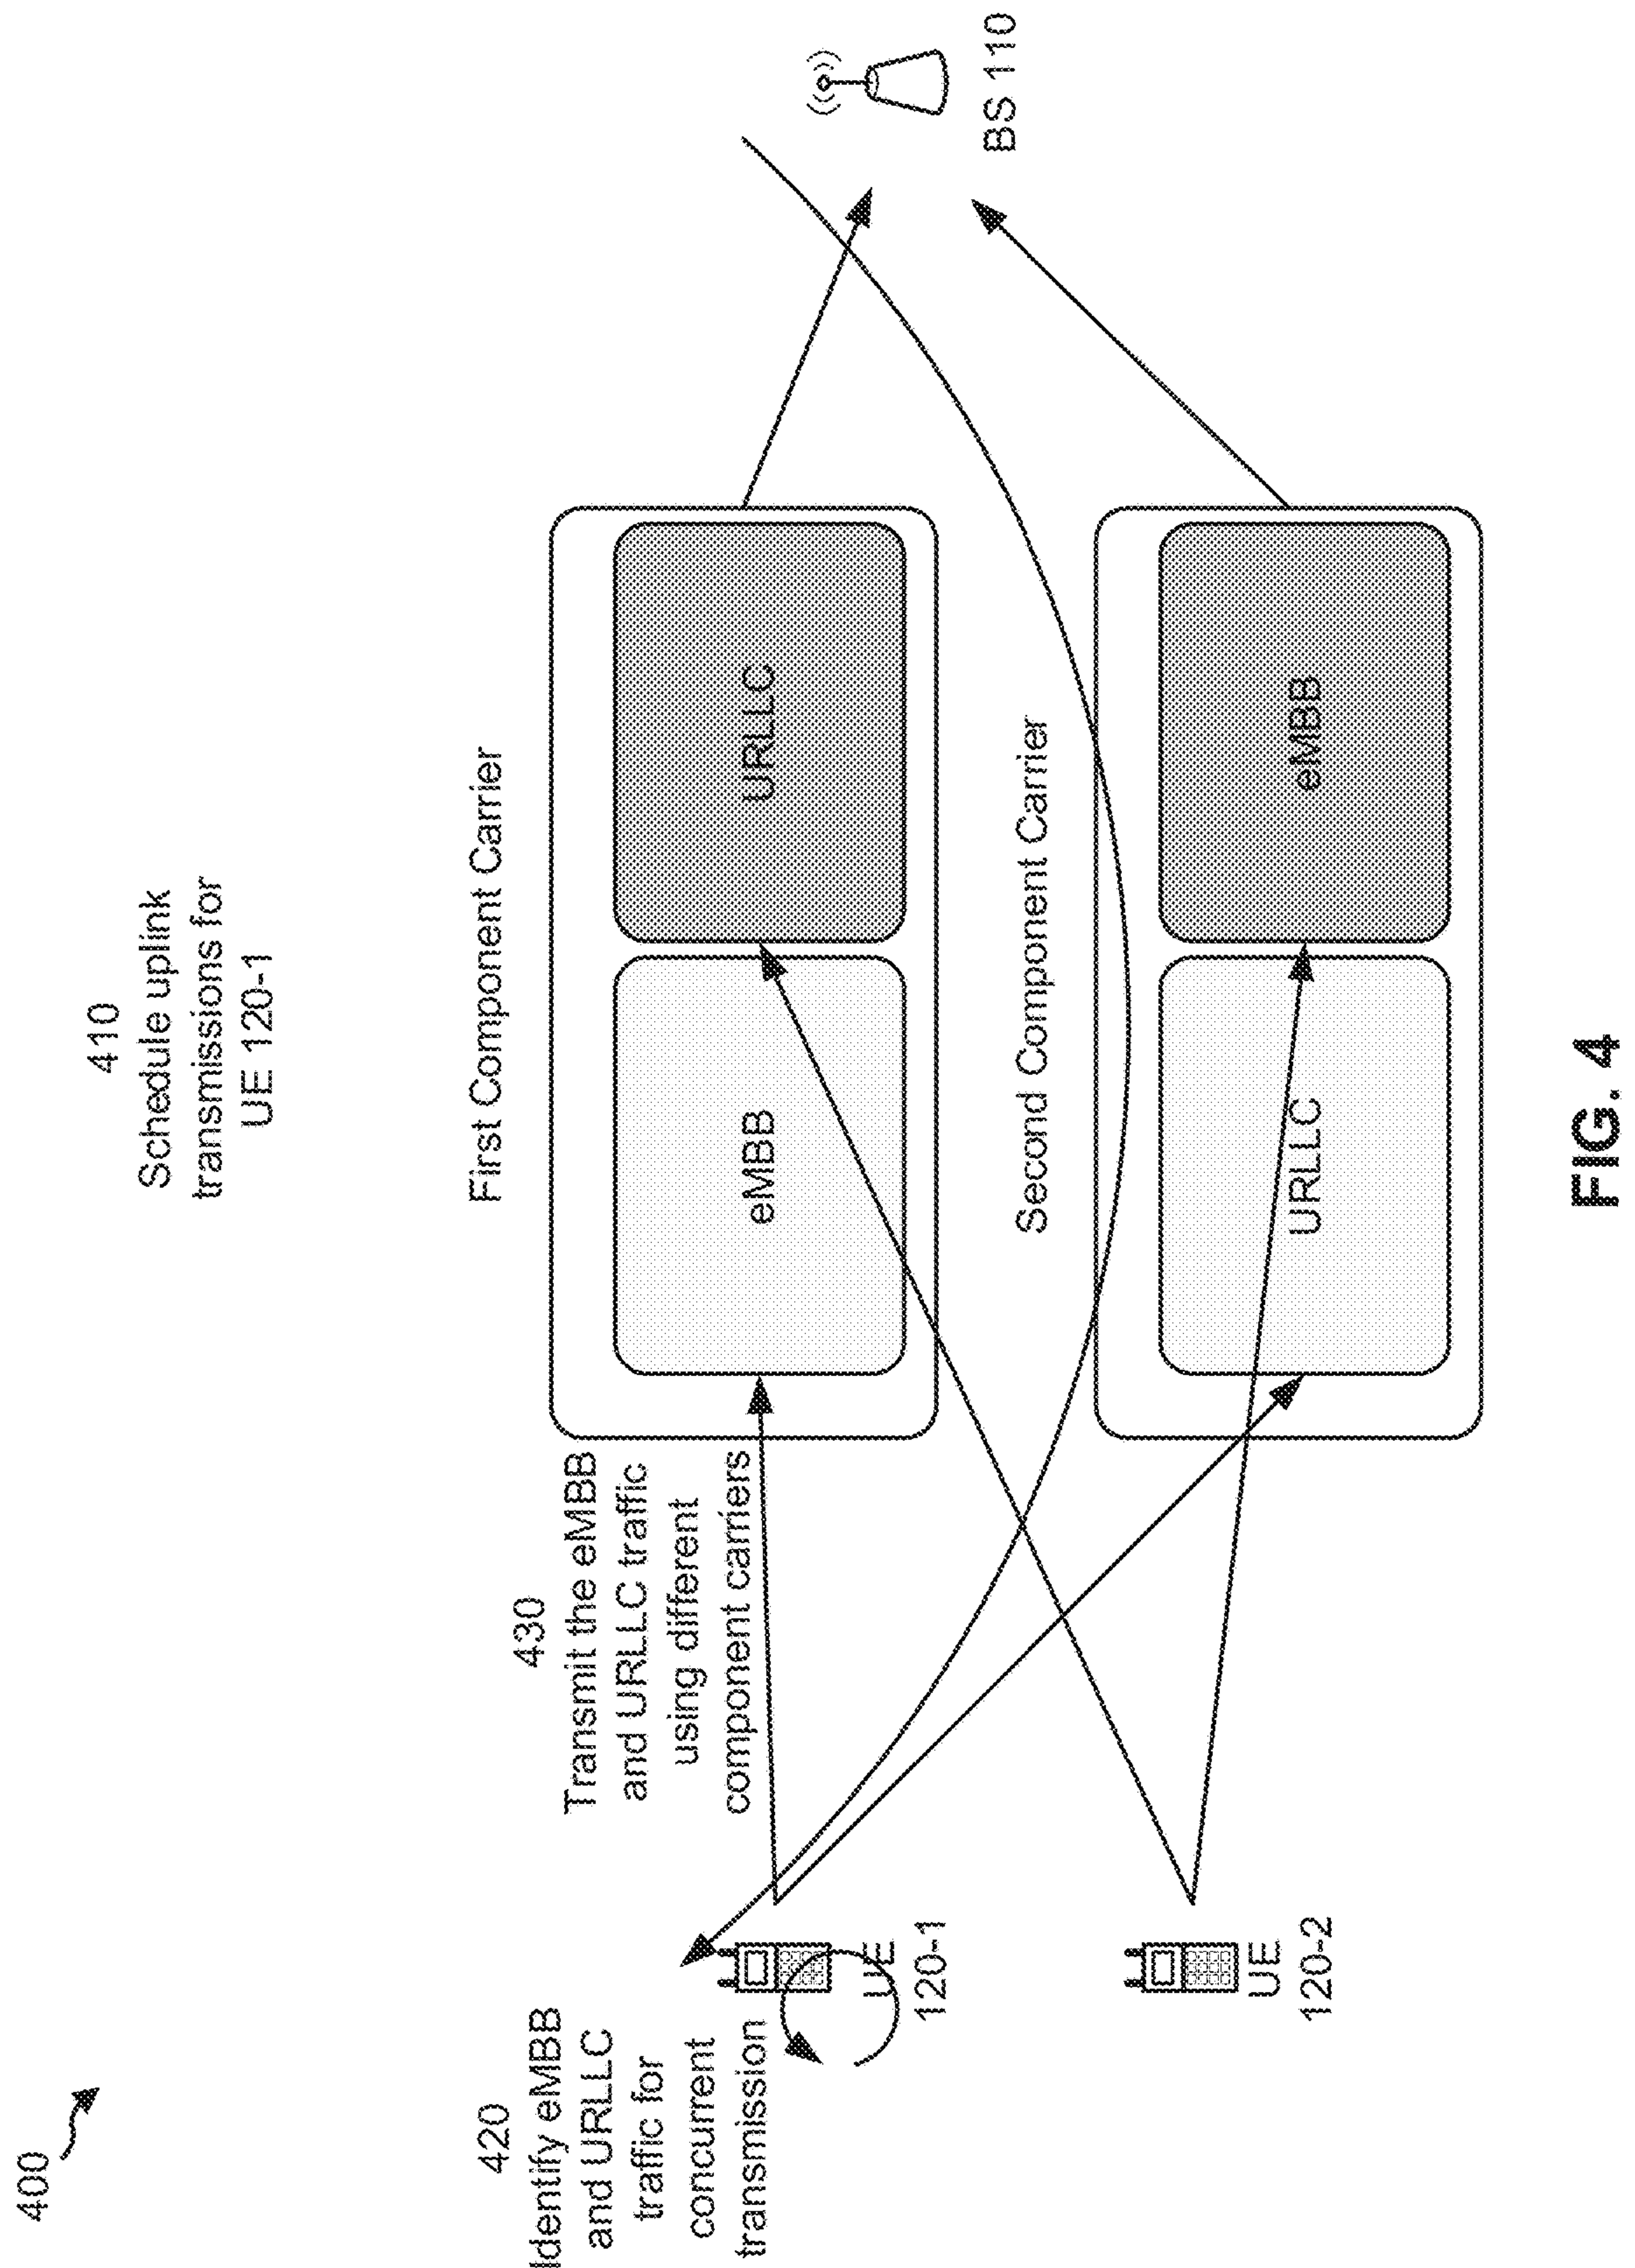 400
410
Schedule uplink
transmissions for
UE 120-1
420
Identify eMBB
and URLLC
traffic for
concurrent
transmission
430
Transmit the eMBB
and URLLC traffic
using different
component carriers
First Component Carrier
eMBB
URLLC
Second Component Carrier
URLLC
eMBB
UE
120-1
UE
120-2
BS 110
FIG. 4